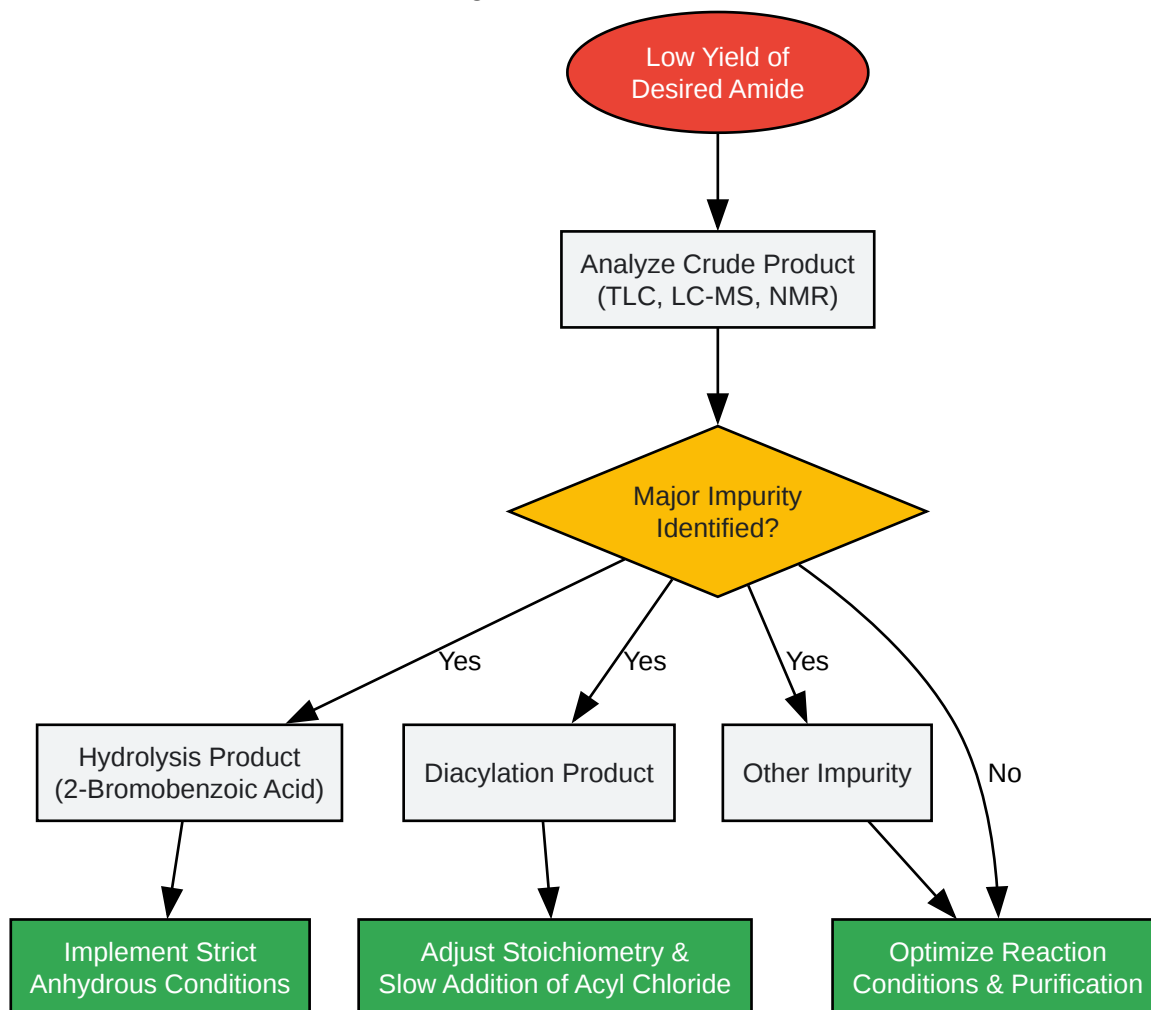 Low Yield of
Desired Amide
Analyze Crude Product
(TLC, LC-MS, NMR)
Major Impurity
Identified?
Yes
Yes
Yes
No
Hydrolysis Product
(2-Bromobenzoic Acid)
Diacylation Product
Other Impurity
Implement Strict
Anhydrous Conditions
Adjust Stoichiometry &
Slow Addition of Acyl Chloride
Optimize Reaction
Conditions & Purification